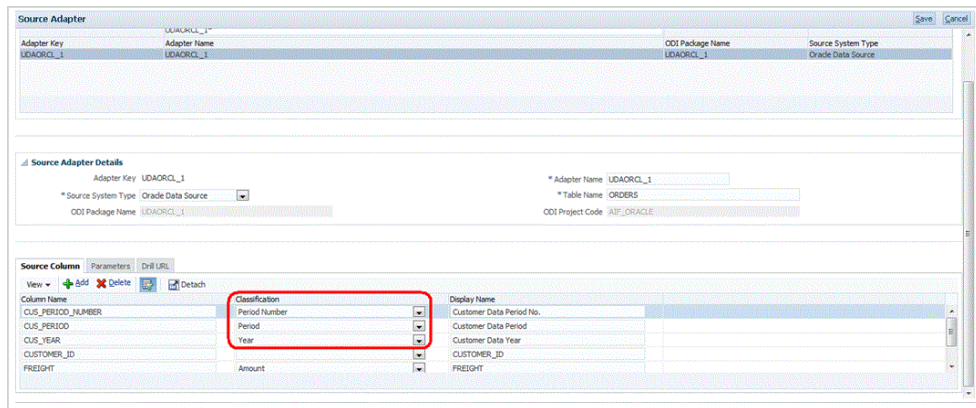 Source Adapter
Save Cancel
UDAORCL_1*
Adapter Key Adapter Name ODI Package Name Source System Type
UDAORCL_1 UDAORCL_1 UDAORCL_1 Oracle Data Source
Source Adapter Details
Adapter Key UDAORCL_1
* Adapter Name UDAORCL_1
* Source System Type Oracle Data Source
* Table Name ORDERS
ODI Package Name UDAORCL_1
ODI Project Code AIF_ORACLE
Source Column Parameters Drill URL
View Add Delete Detach
Column Name Classification Display Name
CUS_PERIOD_NUMBER Period Number Customer Data Period No.
CUS_PERIOD Period Customer Data Period
CUS_YEAR Year Customer Data Year
CUSTOMER_ID CUSTOMER_ID
FREIGHT Amount FREIGHT